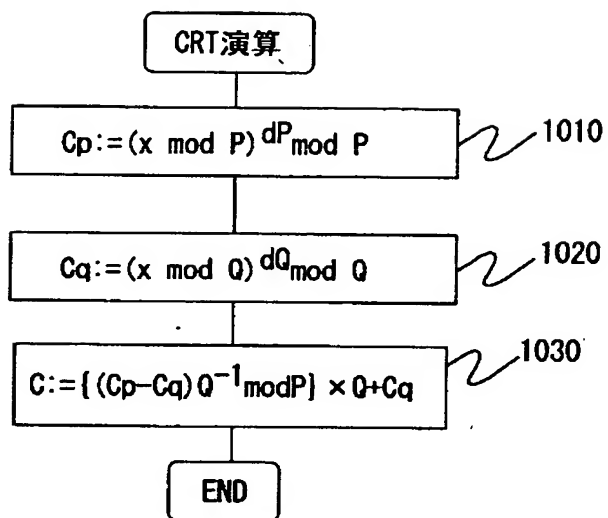 CRT演算
Cp:=(x mod P)^dP mod P
1010
Cq:=(x mod Q)^dQ mod Q
1020
C:={(Cp-Cq)Q^-1 modP}×Q+Cq
1030
END